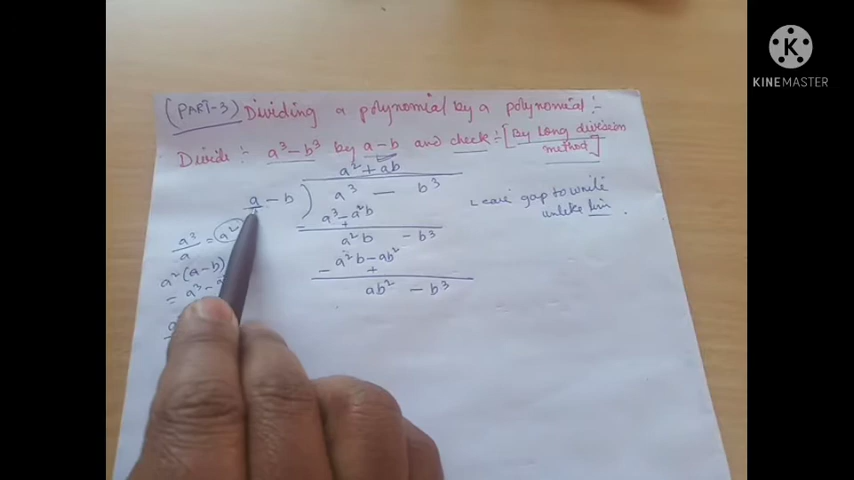 KINEMASTER
(PART-3) Dividing a polynomial by a polynomial :-
Divide :- a³ - b³ by a - b and check :- [By Long division
method]
a² + ab
a - b ) a³ — b³
a³ - a²b
+
a²b - b³
- a²b - ab²
+
ab² - b³
Leave gap to write
unlike
a³/a = a²
a²(a-b)
= a³ -